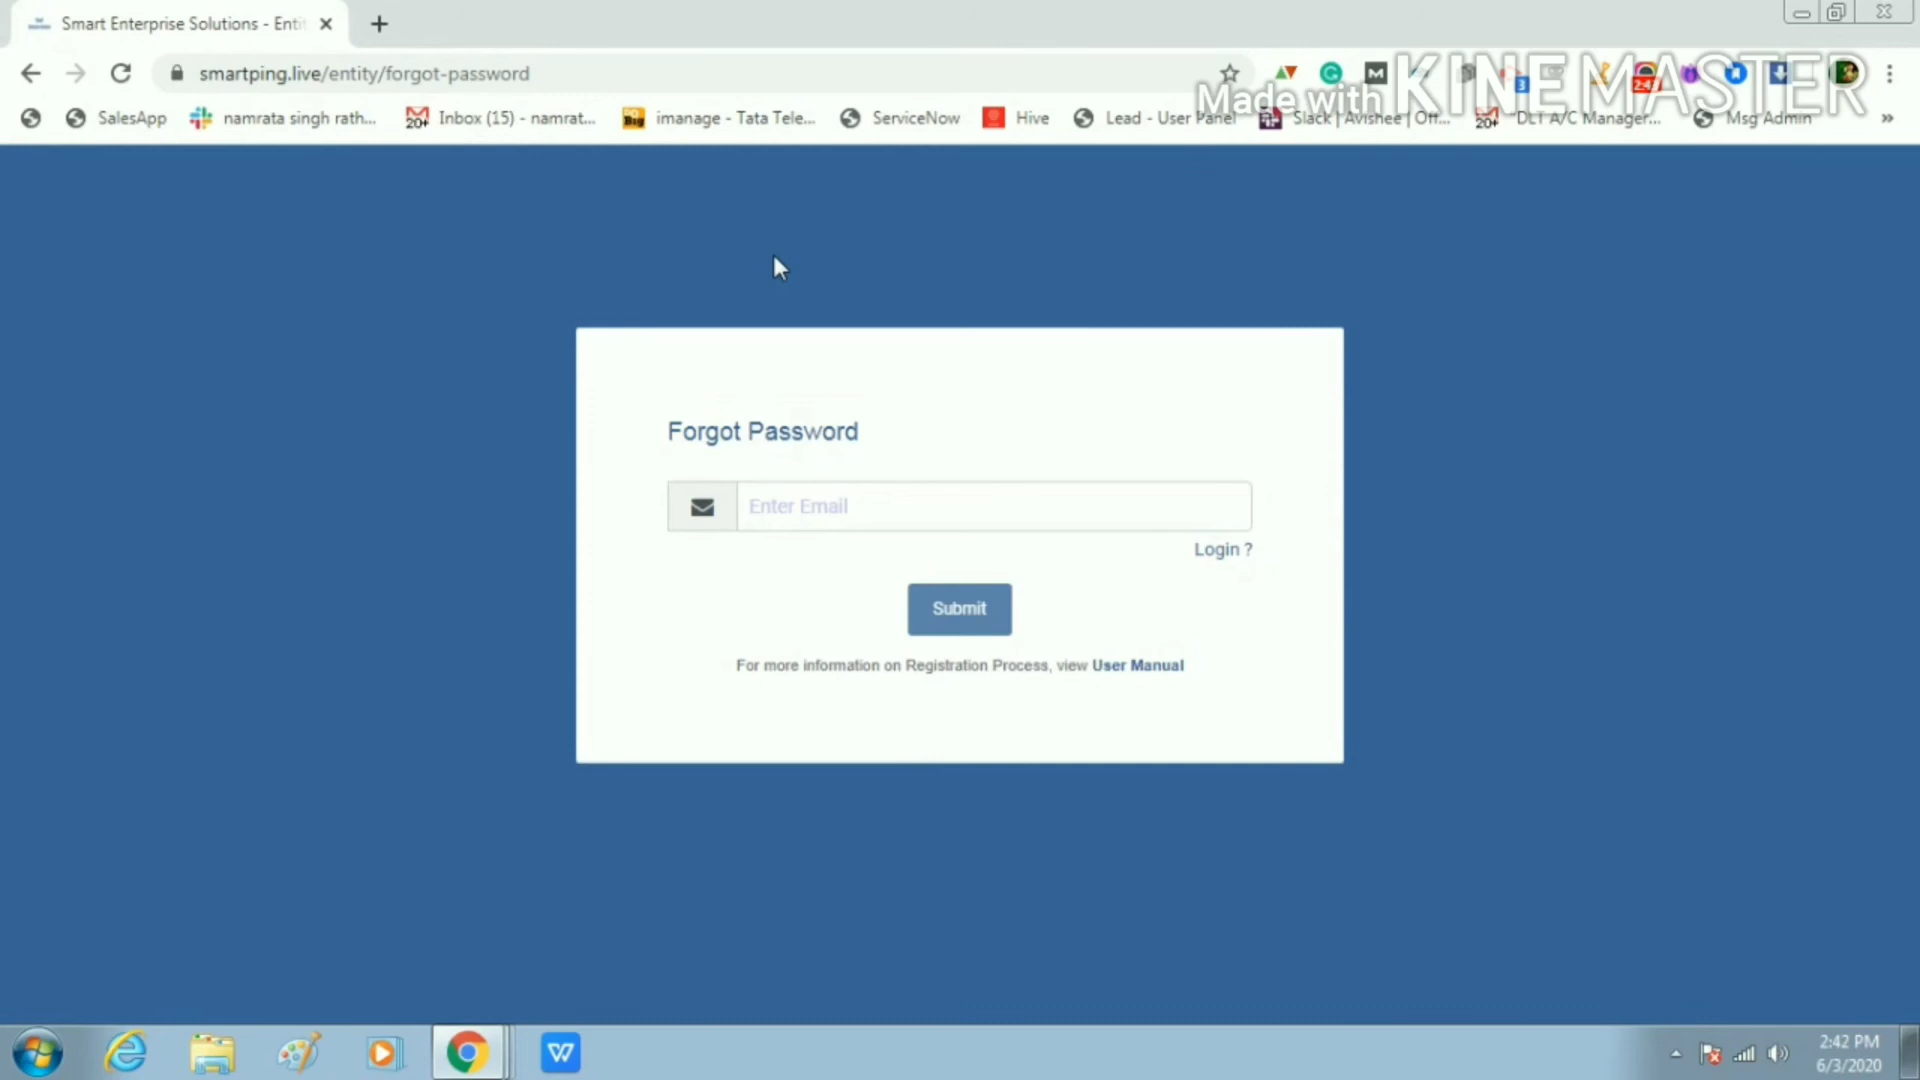 Smart Enterprise Solutions - Enti
smartping.live/entity/forgot-password
Made with KINEMASTER
SalesApp
namrata singh rath...
Inbox (15) - namrat...
imanage - Tata Tele...
ServiceNow
Hive
Lead - User Panel
Slack | Avishee | Off...
DLT A/C Manager...
Msg Admin
»
Forgot Password
Enter Email
Login ?
Submit
For more information on Registration Process, view User Manual
2:42 PM
6/3/2020